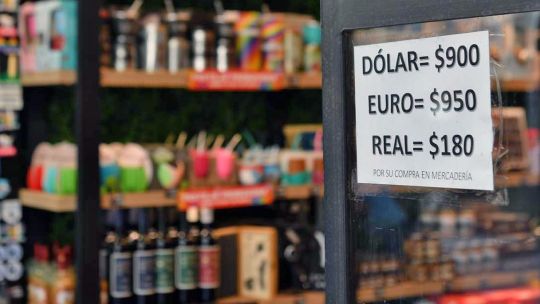 DÓLAR= $900
EURO= $950
REAL= $180
POR SU COMPRA EN MERCADERÍA